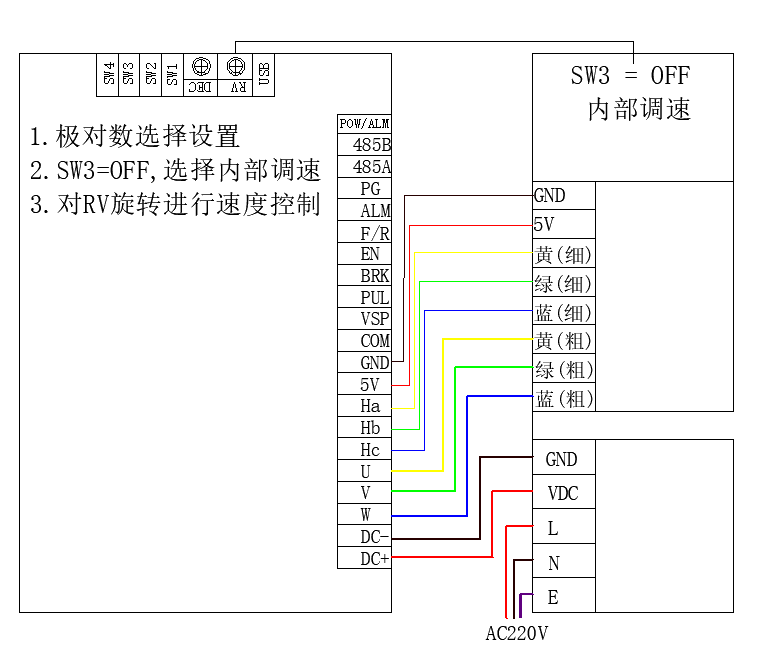 SW4
SW3
SW2
SW1
DEC
RV
USB
SW3 = OFF
内部调速
1.极对数选择设置
2.SW3=OFF,选择内部调速
3.对RV旋转进行速度控制
POW/ALM
485B
485A
PG
ALM
F/R
EN
BRK
PUL
VSP
COM
GND
5V
Ha
Hb
Hc
U
V
W
DC-
DC+
GND
5V
黄(细)
绿(细)
蓝(细)
黄(粗)
绿(粗)
蓝(粗)
GND
VDC
L
N
E
AC220V